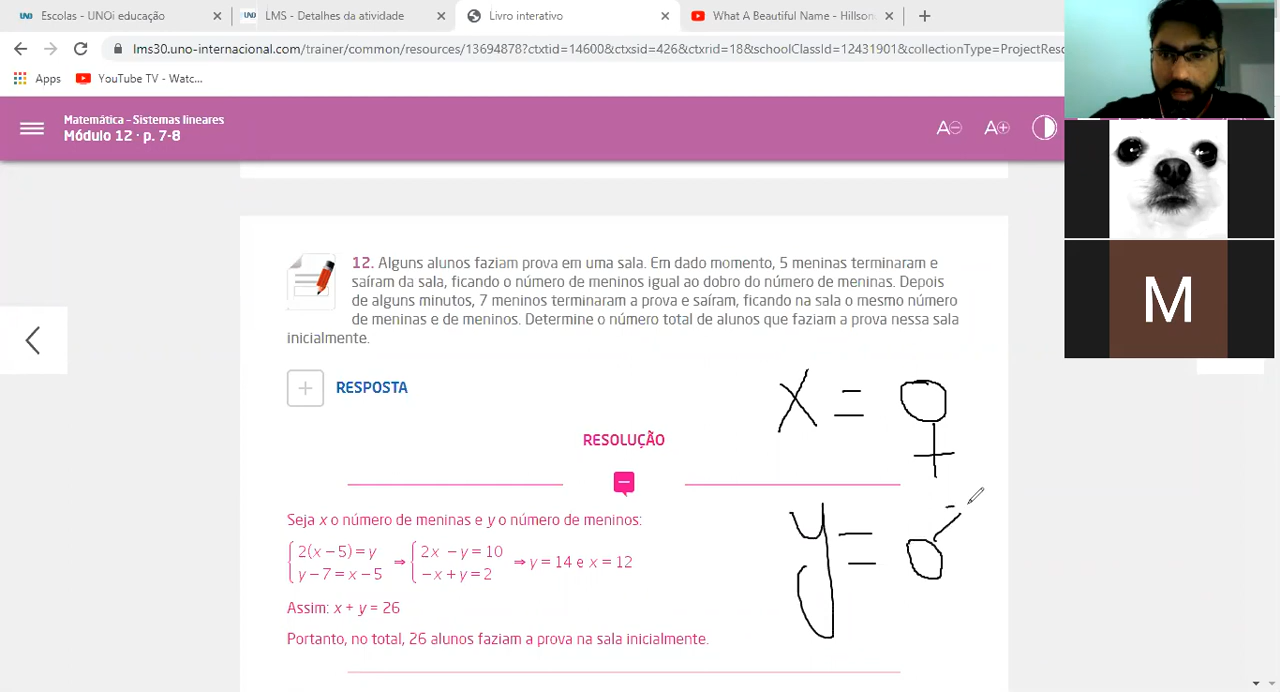 Escolas - UNOi educação
LMS - Detalhes da atividade
Livro interativo
What A Beautiful Name - Hillson
lms30.uno-internacional.com/trainer/common/resources/13694878?ctxtid=14600&ctxsid=426&ctxrid=18&schoolClassId=12431901&collectionType=ProjectReso
Apps
YouTube TV - Watc...
Matemática – Sistemas lineares
Módulo 12 · p. 7-8
A
A
M
12. Alguns alunos faziam prova em uma sala. Em dado momento, 5 meninas terminaram e
saíram da sala, ficando o número de meninos igual ao dobro do número de meninas. Depois
de alguns minutos, 7 meninos terminaram a prova e saíram, ficando na sala o mesmo número
de meninas e de meninos. Determine o número total de alunos que faziam a prova nessa sala
inicialmente.
RESPOSTA
x = ♀
RESOLUÇÃO
y = ♂
Seja x o número de meninas e y o número de meninos:
2(x – 5) = y ⇒ 2x – y = 10 ⇒ y = 14 e x = 12
y – 7 = x – 5 –x + y = 2
Assim: x + y = 26
Portanto, no total, 26 alunos faziam a prova na sala inicialmente.